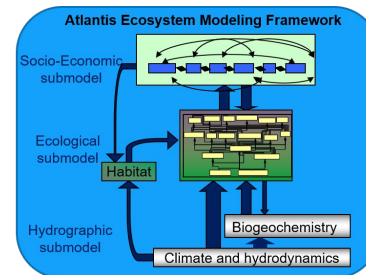 Atlantis Ecosystem Modeling Framework
Socio-Economic
submodel
Ecological
submodel
Habitat
Hydrographic
submodel
Biogeochemistry
Climate and hydrodynamics